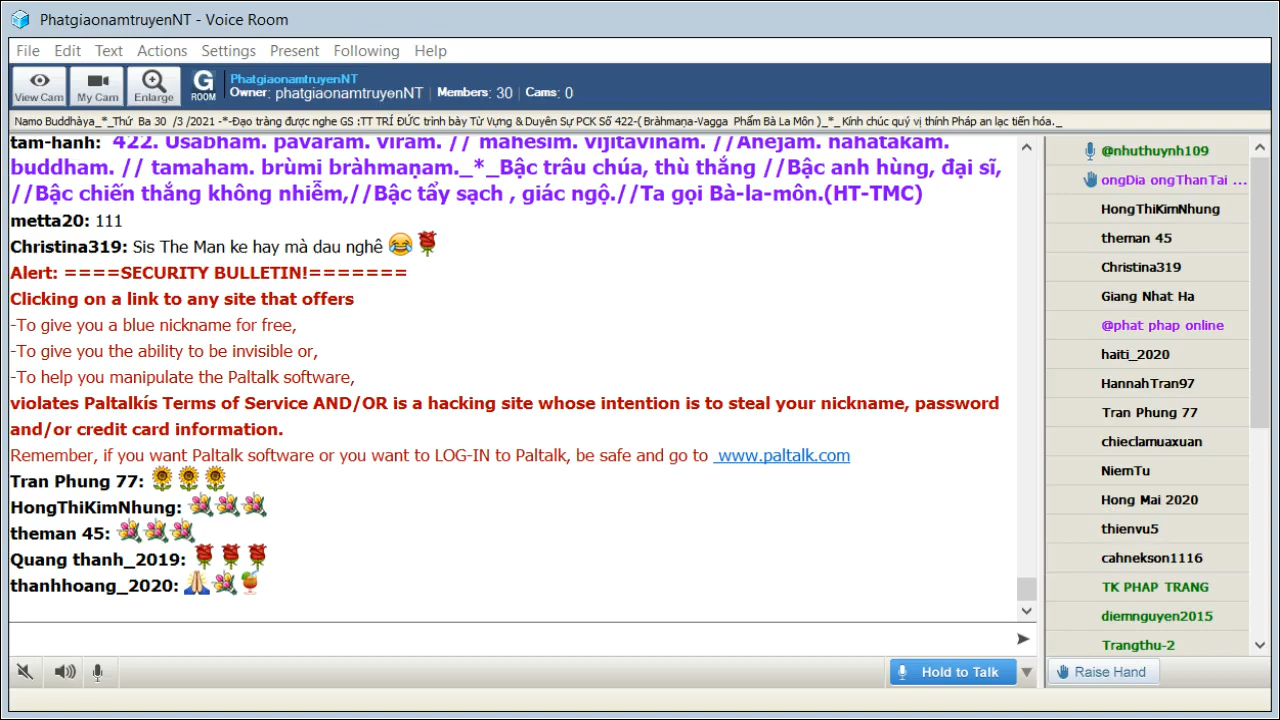 PhatgiaonamtruyenNT - Voice Room
File Edit Text Actions Settings Present Following Help
View Cam My Cam Enlarge G ROOM
PhatgiaonamtruyenNT
Owner: phatgiaonamtruyenNT Members: 30 Cams: 0
Namo Buddhàya_*_Thứ Ba 30 /3 /2021 -*-Đạo tràng được nghe GS :TT TRÍ ĐỨC trình bày Từ Vựng & Duyên Sự PCK Số 422-( Bràhmaṇa-Vagga Phẩm Bà La Môn )_*_ Kính chúc quý vị thính Pháp an lạc tiến hóa._
tam-hanh: 422. Usabham. pavaram. viram. // mahesim. vijitavinam. //Anejam. nahatakam.
buddham. // tamaham. brùmi bràhmaṇam._*_Bậc trâu chúa, thù thắng //Bậc anh hùng, đại sĩ,
//Bậc chiến thắng không nhiễm,//Bậc tẩy sạch , giác ngộ.//Ta gọi Bà-la-môn.(HT-TMC)
metta20: 111
Christina319: Sis The Man ke hay mà dau nghê
Alert: ====SECURITY BULLETIN!=======
Clicking on a link to any site that offers
-To give you a blue nickname for free,
-To give you the ability to be invisible or,
-To help you manipulate the Paltalk software,
violates Paltalkís Terms of Service AND/OR is a hacking site whose intention is to steal your nickname, password
and/or credit card information.
Remember, if you want Paltalk software or you want to LOG-IN to Paltalk, be safe and go to www.paltalk.com
Tran Phung 77:
HongThiKimNhung:
theman 45:
Quang thanh_2019:
thanhhoang_2020:
@nhuthuynh109
ongDia ongThanTai ...
HongThiKimNhung
theman 45
Christina319
Giang Nhat Ha
@phat phap online
haiti_2020
HannahTran97
Tran Phung 77
chieclamuaxuan
NiemTu
Hong Mai 2020
thienvu5
cahnekson1116
TK PHAP TRANG
diemnguyen2015
Trangthu-2
Hold to Talk
Raise Hand